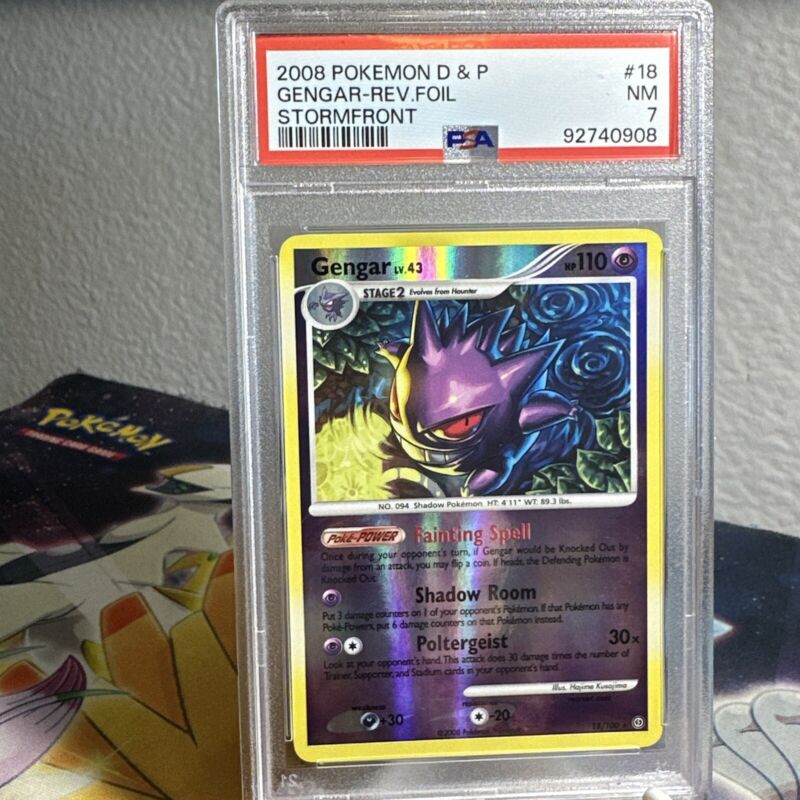 2008 POKEMON D & P #18
GENGAR-REV.FOIL NM
STORMFRONT 7
PSA 92740908
Gengar LV.43 HP110
STAGE2 Evolves from Haunter
POKéMON
NO. 094 Shadow Pokémon HT: 4'11" WT: 89.3 lbs.
Poké-POWER Fainting Spell
Once during your opponent's turn, if Gengar would be Knocked Out by
damage from an attack, you may flip a coin. If heads, the Defending Pokémon is
Knocked Out.
Shadow Room
Put 3 damage counters on 1 of your opponent's Pokémon. If that Pokémon has any
Poké-Powers, put 6 damage counters on that Pokémon instead.
Poltergeist 30x
Look at your opponent's hand. This attack does 30 damage times the number of
Trainer, Supporter, and Stadium cards in your opponent's hand.
Illus. Hajime Kusajima
weakness resistance
+30 -20
©2008 Pokémon 18/100